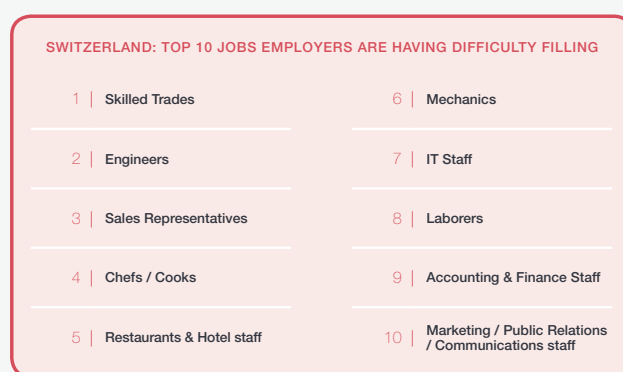 SWITZERLAND: TOP 10 JOBS EMPLOYERS ARE HAVING DIFFICULTY FILLING
1 | Skilled Trades
2 | Engineers
3 | Sales Representatives
4 | Chefs / Cooks
5 | Restaurants & Hotel staff
6 | Mechanics
7 | IT Staff
8 | Laborers
9 | Accounting & Finance Staff
10 | Marketing / Public Relations
/ Communications staff